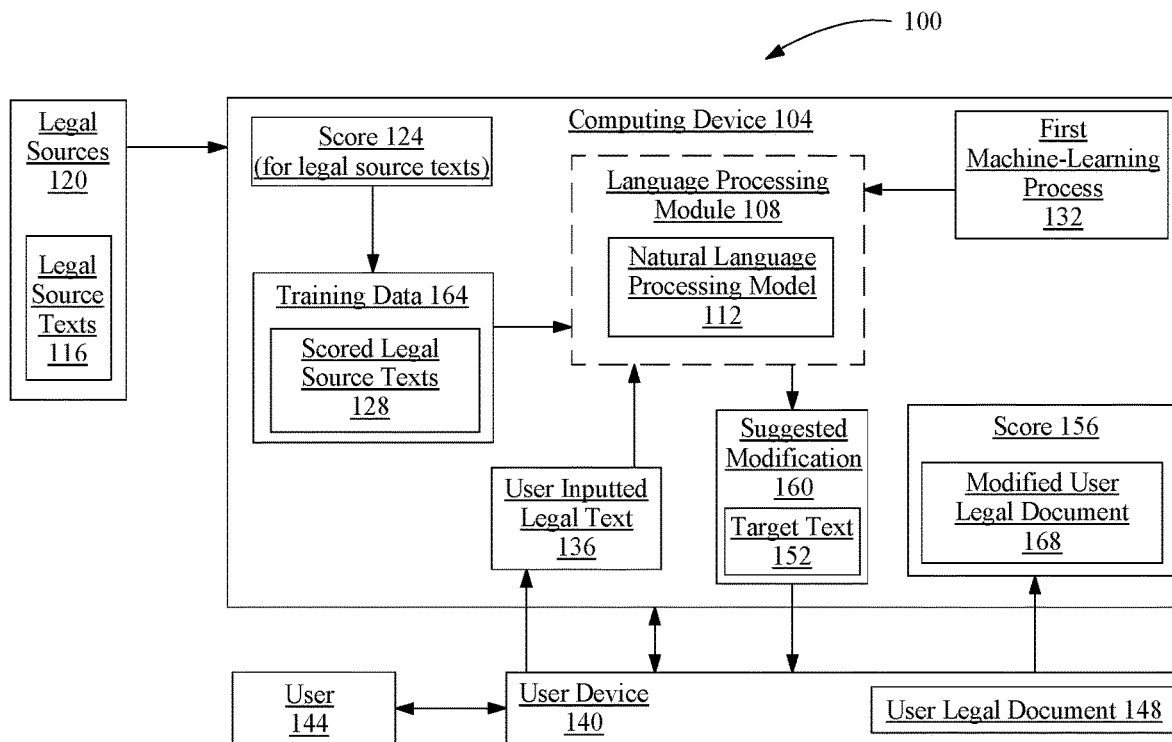 100
Legal
Sources
120
Legal
Source
Texts
116
Computing Device 104
Score 124
(for legal source texts)
Training Data 164
Scored Legal
Source Texts
128
Language Processing
Module 108
Natural Language
Processing Model
112
First
Machine-Learning
Process
132
User Inputted
Legal Text
136
Suggested
Modification
160
Target Text
152
Score 156
Modified User
Legal Document
168
User
144
User Device
140
User Legal Document 148